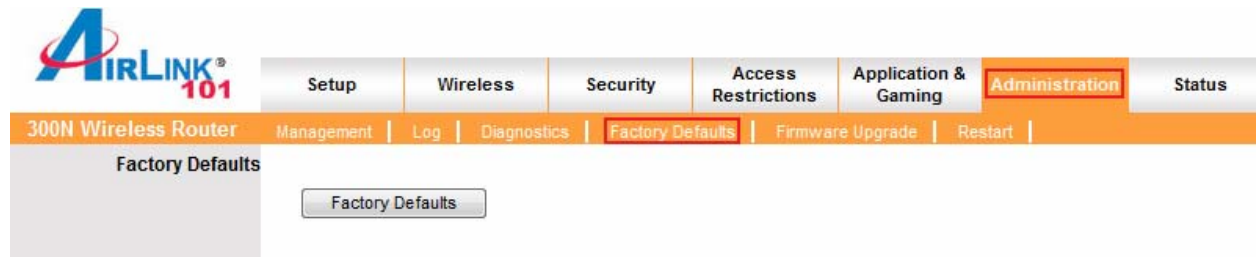 AIRLINK®
101
Setup
Wireless
Security
Access
Restrictions
Application &
Gaming
Administration
Status
300N Wireless Router
Management | Log | Diagnostics | Factory Defaults | Firmware Upgrade | Restart |
Factory Defaults
Factory Defaults